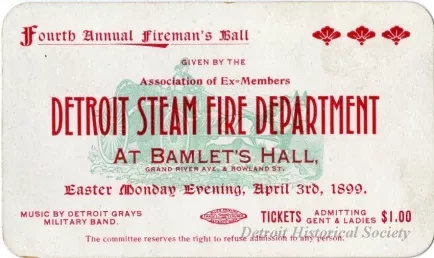 Fourth Annual Fireman's Ball
GIVEN BY THE
Association of Ex-Members
DETROIT STEAM FIRE DEPARTMENT
AT BAMLET'S HALL,
GRAND RIVER AVE. & ROWLAND ST.
Easter Monday Evening, April 3rd, 1899.
MUSIC BY DETROIT GRAYS
MILITARY BAND.
TICKETS ADMITTING GENT & LADIES $1.00
The committee reserves the right to refuse admission to any person.
Detroit Historical Society